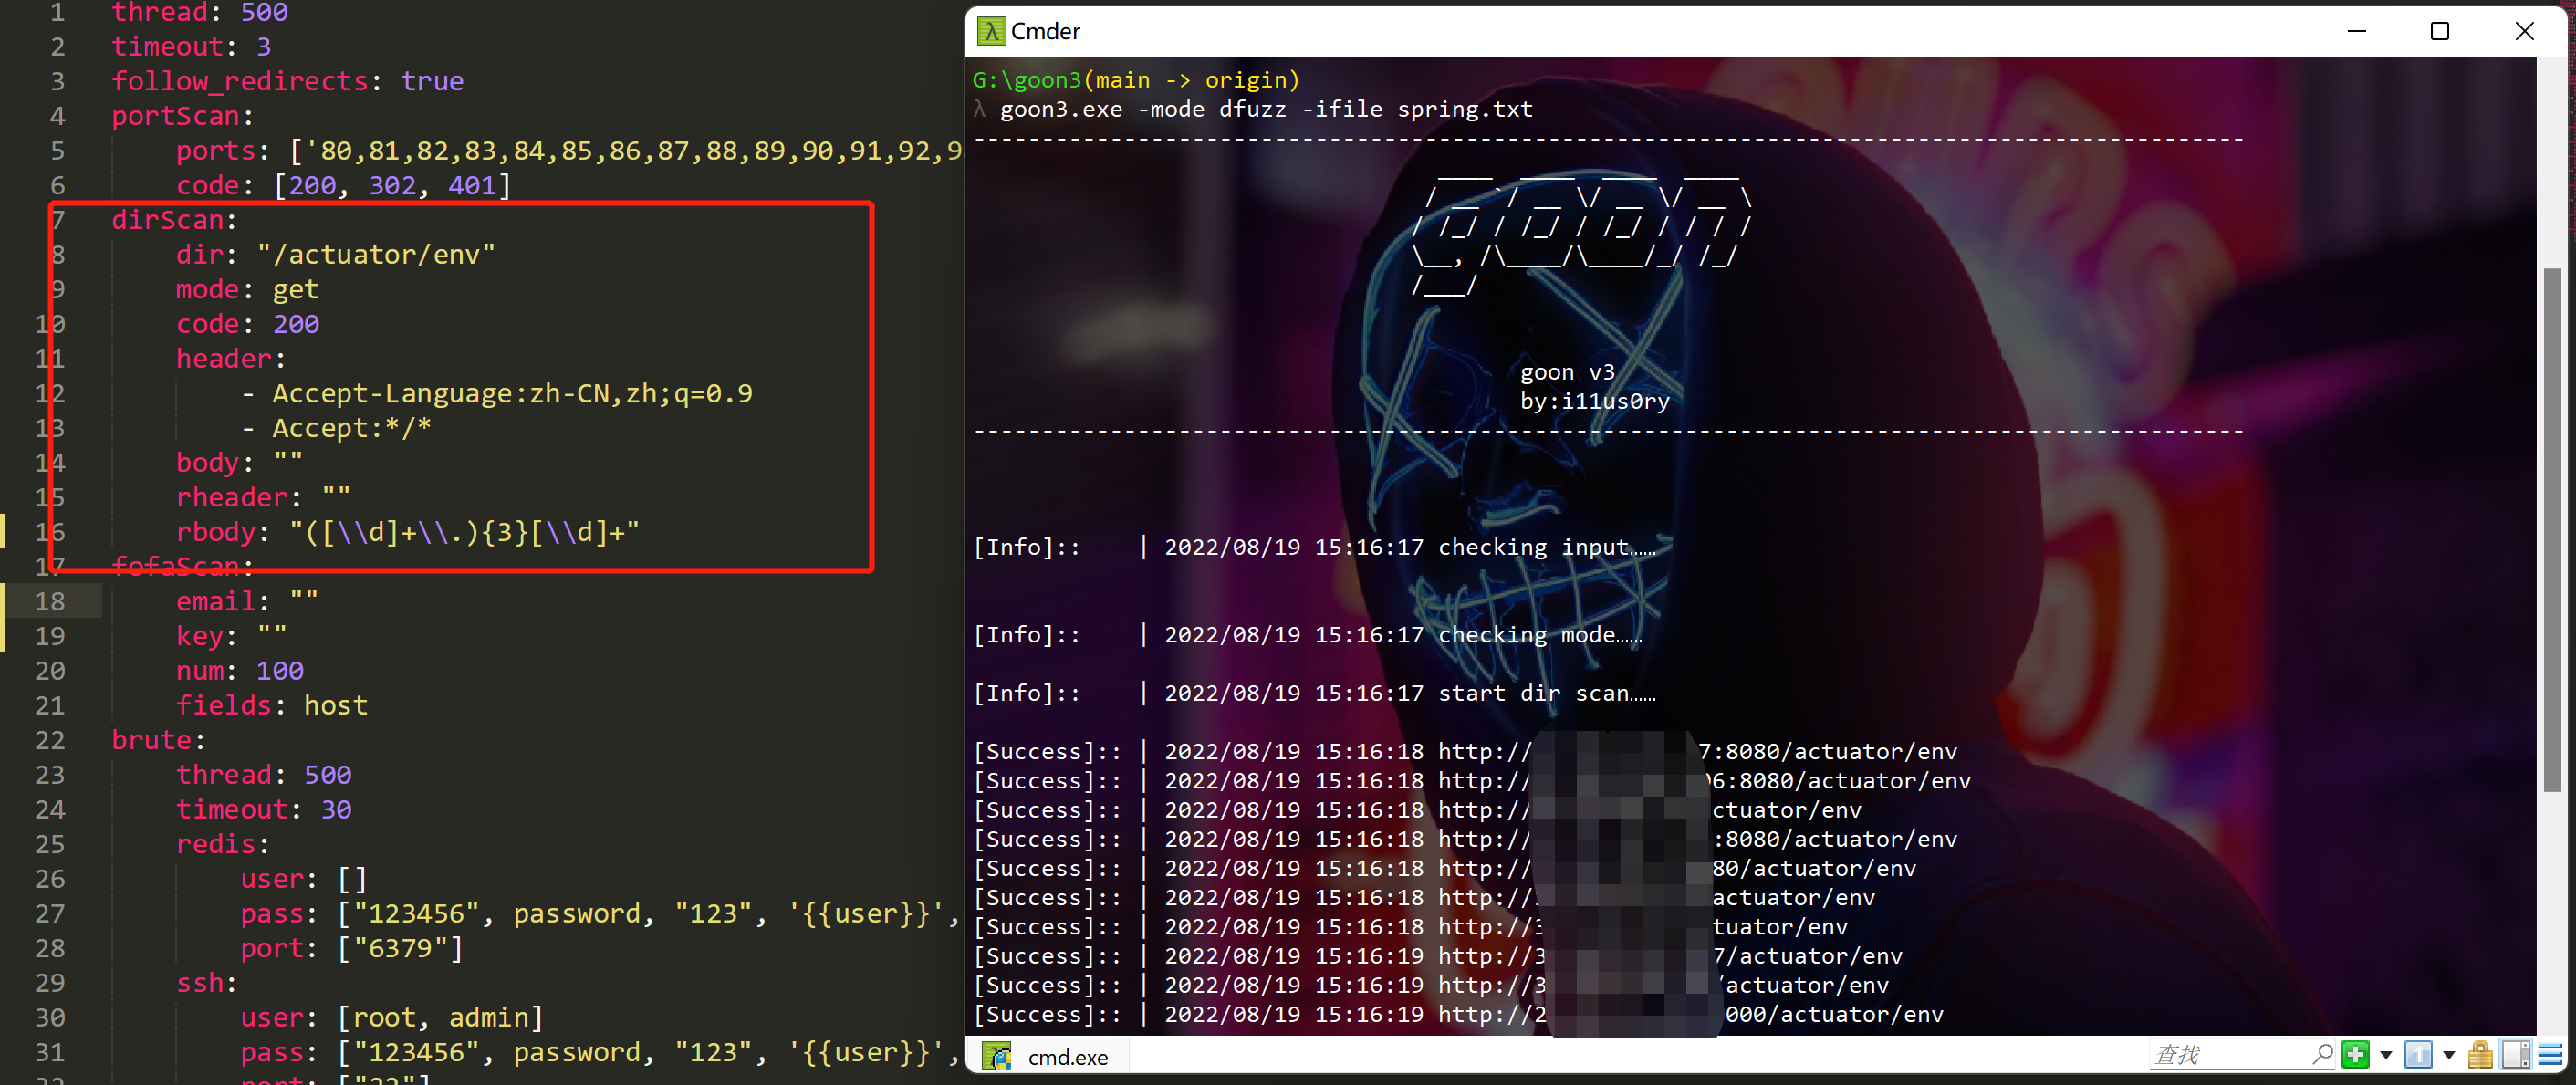 1 thread: 500
2 timeout: 3
3 follow_redirects: true
4 portScan:
5 ports: ['80,81,82,83,84,85,86,87,88,89,90,91,92,9
6 code: [200, 302, 401]
7 dirScan:
8 dir: "/actuator/env"
9 mode: get
10 code: 200
11 header:
12 - Accept-Language:zh-CN,zh;q=0.9
13 - Accept:*/*
14 body: ""
15 rheader: ""
16 rbody: "([\\d]+\\.){3}[\\d]+"
17 fofaScan:
18 email: ""
19 key: ""
20 num: 100
21 fields: host
22 brute:
23 thread: 500
24 timeout: 30
25 redis:
26 user: []
27 pass: ["123456", password, "123", '{{user}}',
28 port: ["6379"]
29 ssh:
30 user: [root, admin]
31 pass: ["123456", password, "123", '{{user}}',
32 port: ["22"]
Cmder
G:\goon3(main -> origin)
λ goon3.exe -mode dfuzz -ifile spring.txt
goon v3
by:i11us0ry
[Info]:: | 2022/08/19 15:16:17 checking input……
[Info]:: | 2022/08/19 15:16:17 checking mode……
[Info]:: | 2022/08/19 15:16:17 start dir scan……
[Success]:: | 2022/08/19 15:16:18 http:// 7:8080/actuator/env
[Success]:: | 2022/08/19 15:16:18 http:// 06:8080/actuator/env
[Success]:: | 2022/08/19 15:16:18 http:// ctuator/env
[Success]:: | 2022/08/19 15:16:18 http:// :8080/actuator/env
[Success]:: | 2022/08/19 15:16:18 http:// 80/actuator/env
[Success]:: | 2022/08/19 15:16:18 http:// actuator/env
[Success]:: | 2022/08/19 15:16:18 http://3 tuator/env
[Success]:: | 2022/08/19 15:16:19 http://3 7/actuator/env
[Success]:: | 2022/08/19 15:16:19 http://3 /actuator/env
[Success]:: | 2022/08/19 15:16:19 http://2 000/actuator/env
cmd.exe
查找
1